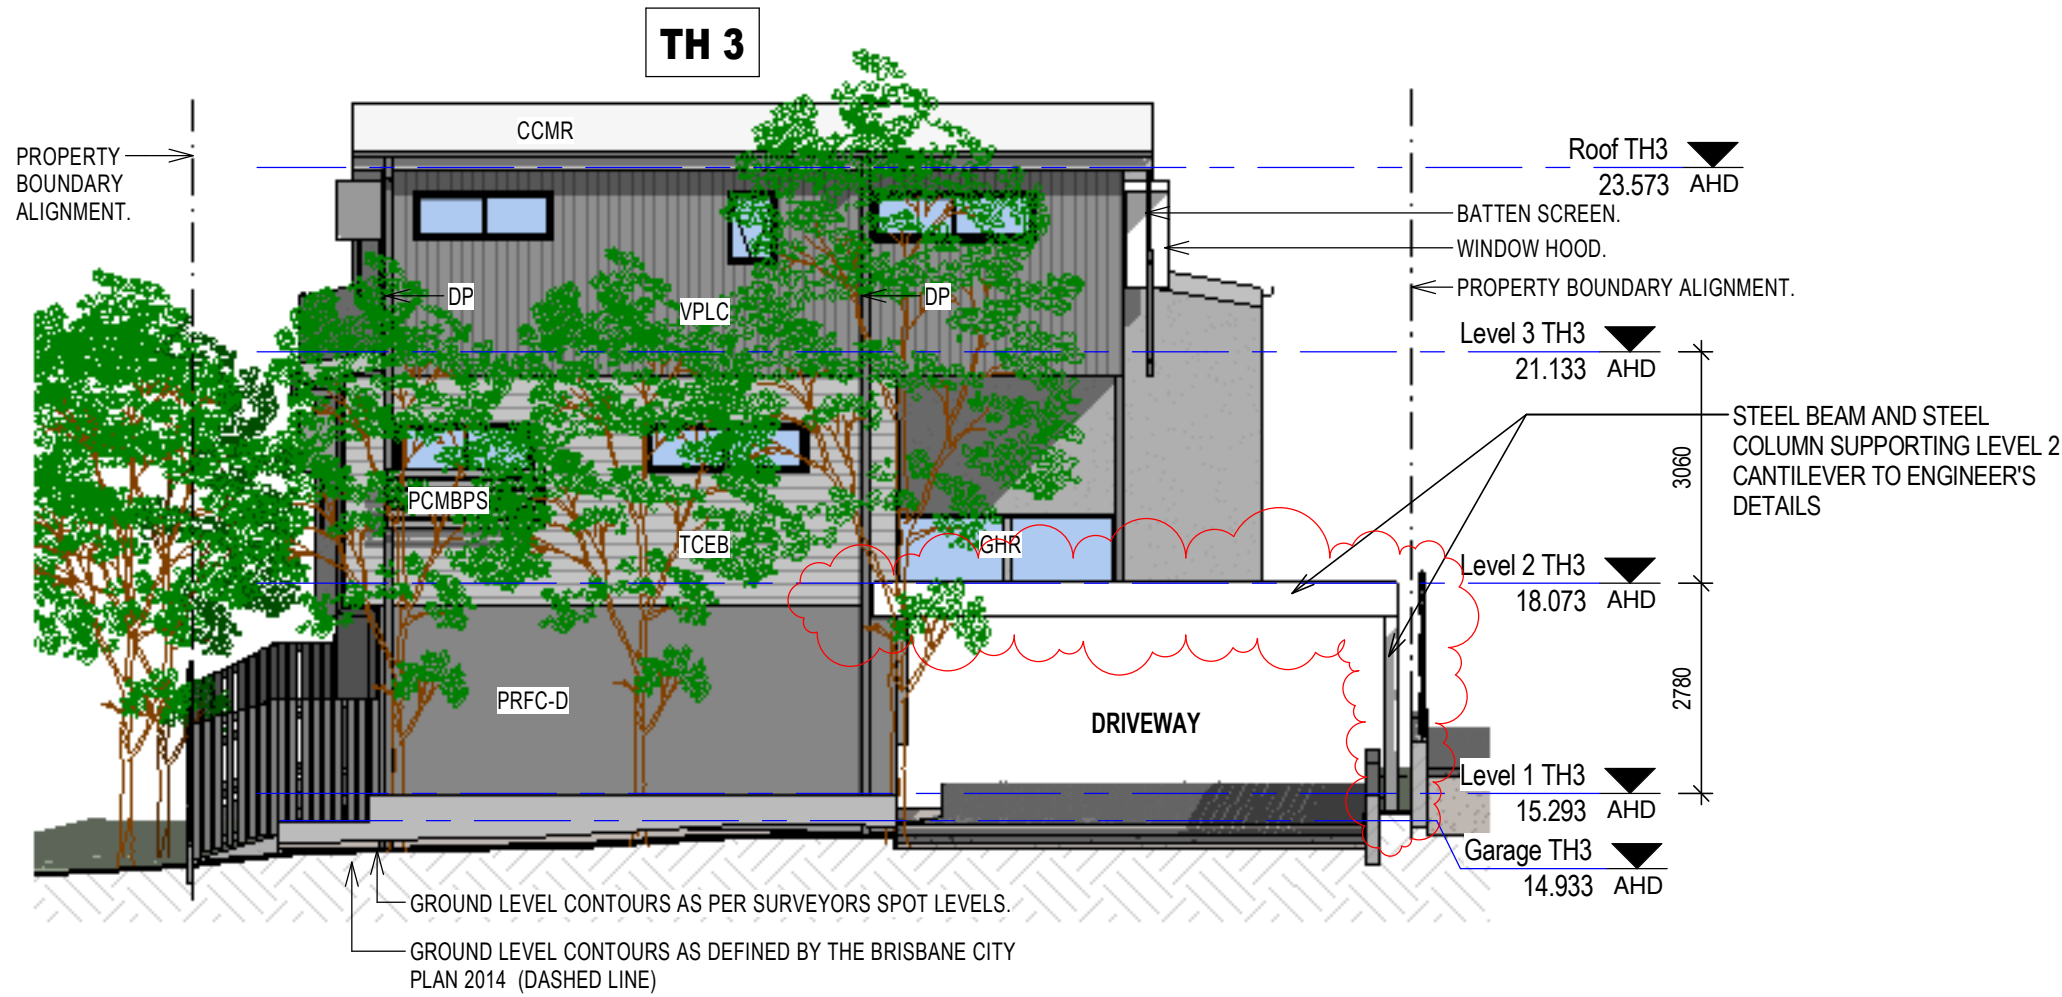 TH 3
CCMR
PROPERTY
BOUNDARY
ALIGNMENT.
Roof TH3
23.573 AHD
BATTEN SCREEN.
WINDOW HOOD.
PROPERTY BOUNDARY ALIGNMENT.
DP
VPLC
DP
Level 3 TH3
21.133 AHD
STEEL BEAM AND STEEL
COLUMN SUPPORTING LEVEL 2
CANTILEVER TO ENGINEER'S
DETAILS
3060
PCMBPS
TCEB
GHR
Level 2 TH3
18.073 AHD
2780
PRFC-D
DRIVEWAY
Level 1 TH3
15.293 AHD
Garage TH3
14.933 AHD
GROUND LEVEL CONTOURS AS PER SURVEYORS SPOT LEVELS.
GROUND LEVEL CONTOURS AS DEFINED BY THE BRISBANE CITY
PLAN 2014 (DASHED LINE)